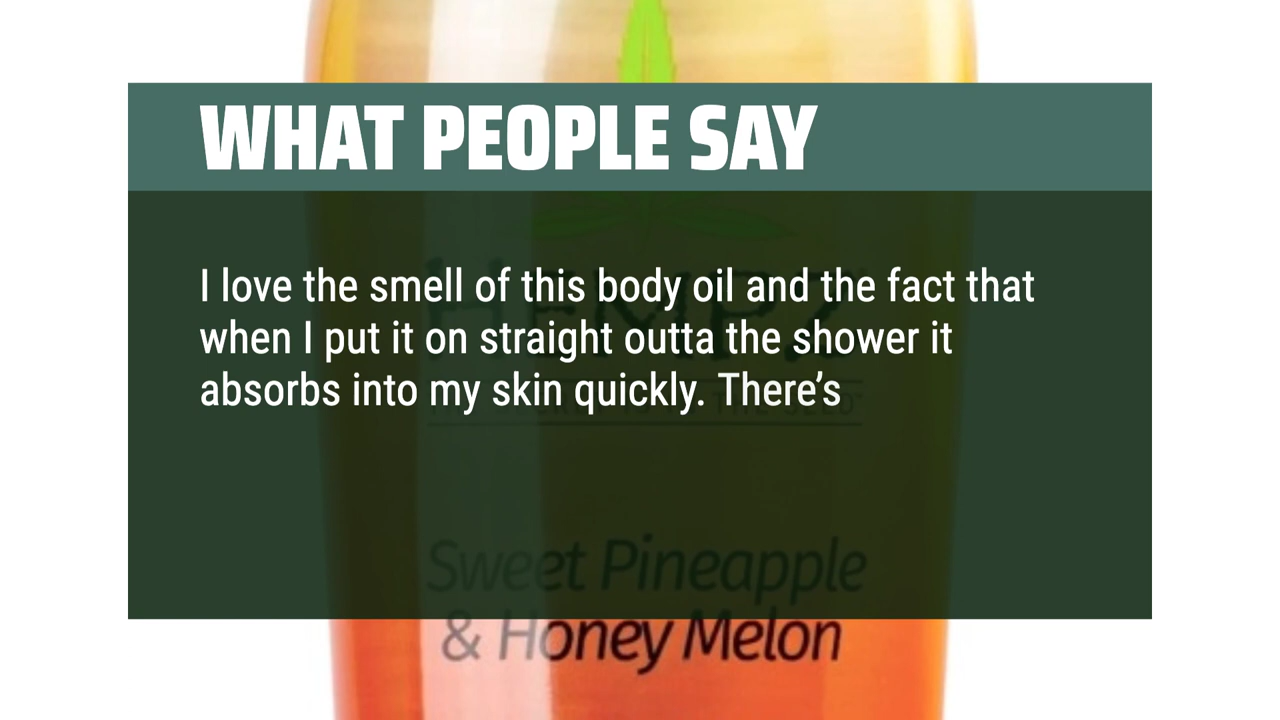 WHAT PEOPLE SAY
I love the smell of this body oil and the fact that
when I put it on straight outta the shower it
absorbs into my skin quickly. There’s
HEMPZ
Sweet Pineapple
& Honey Melon